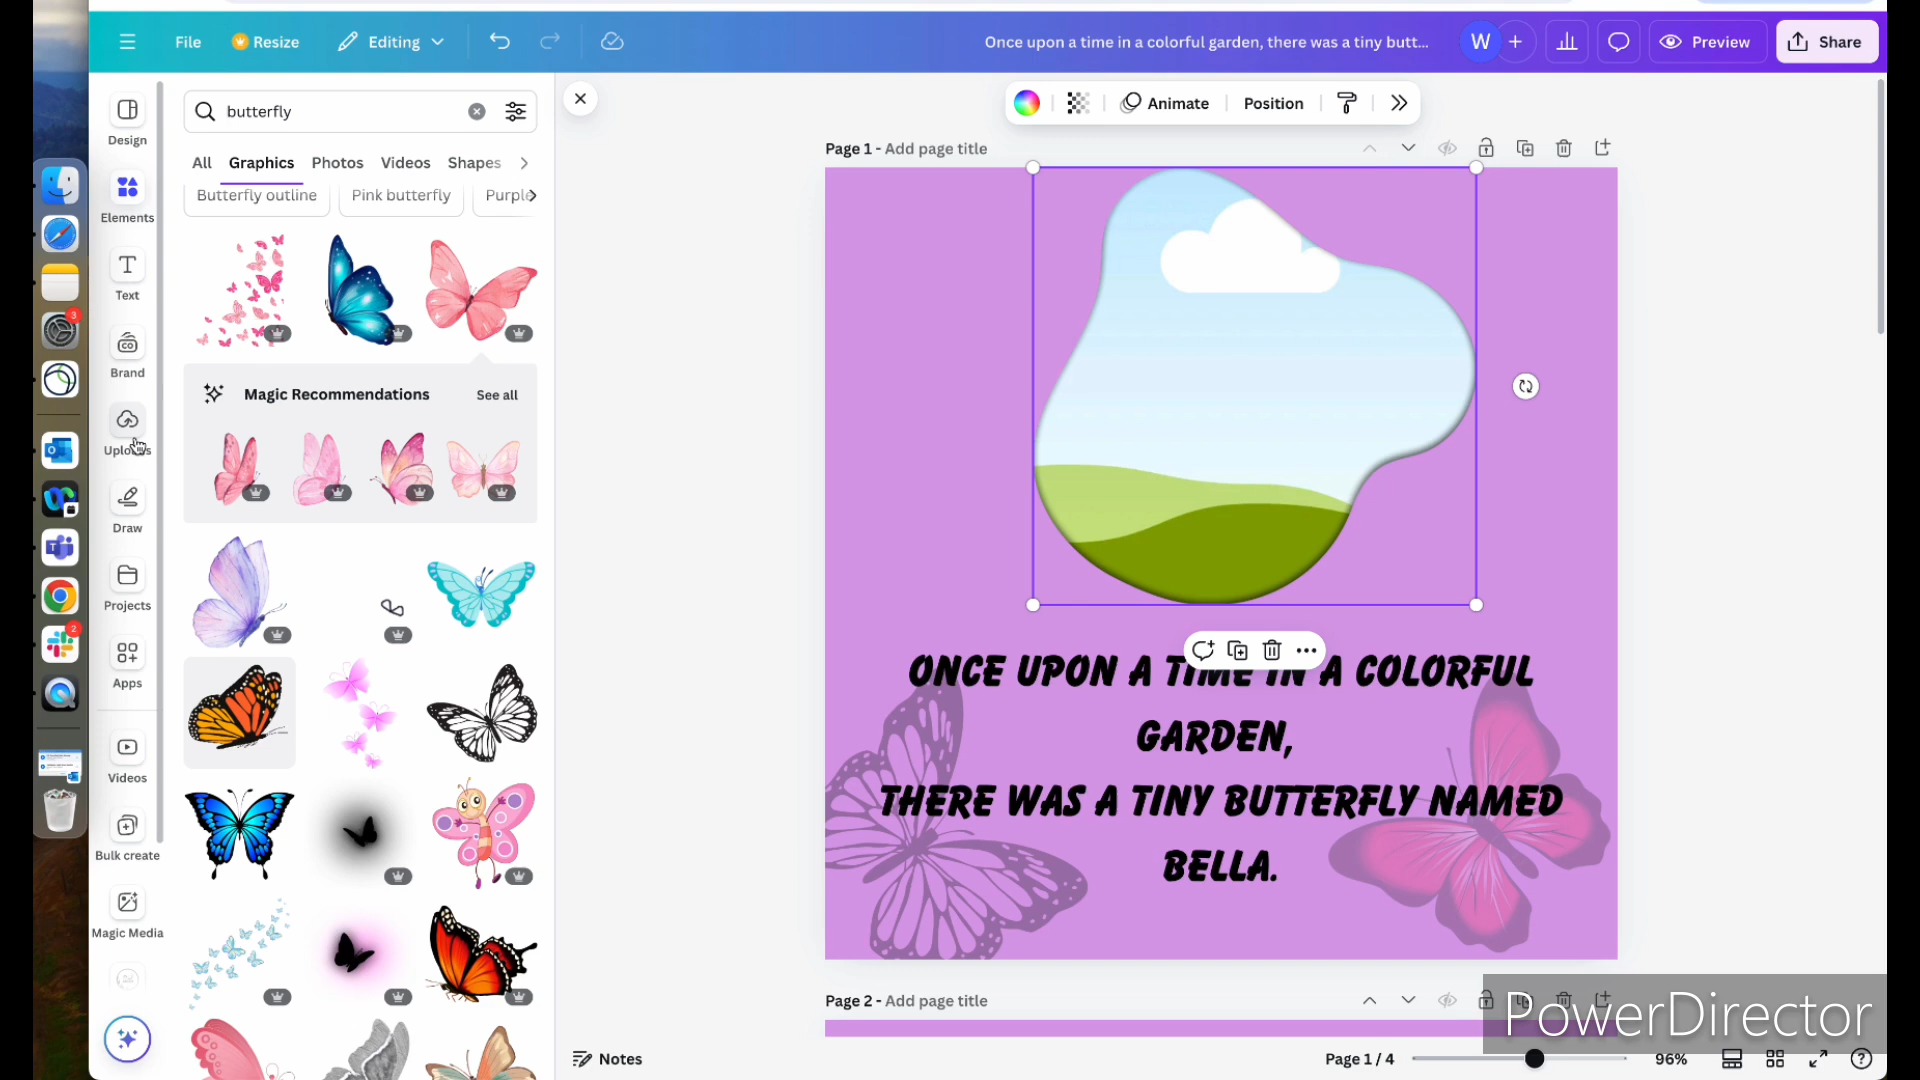 File
Resize
Editing
Once upon a time in a colorful garden, there was a tiny butt...
W
Preview
Share
Design
Elements
Text
Brand
Uploads
Draw
Projects
Apps
Videos
Bulk create
Magic Media
butterfly
All
Graphics
Photos
Videos
Shapes
Butterfly outline
Pink butterfly
Purple
Magic Recommendations
See all
Animate
Position
Page 1 - Add page title
ONCE UPON A TIME IN A COLORFUL
GARDEN,
THERE WAS A TINY BUTTERFLY NAMED
BELLA.
Page 2 - Add page title
PowerDirector
Notes
Page 1 / 4
96%
3
2